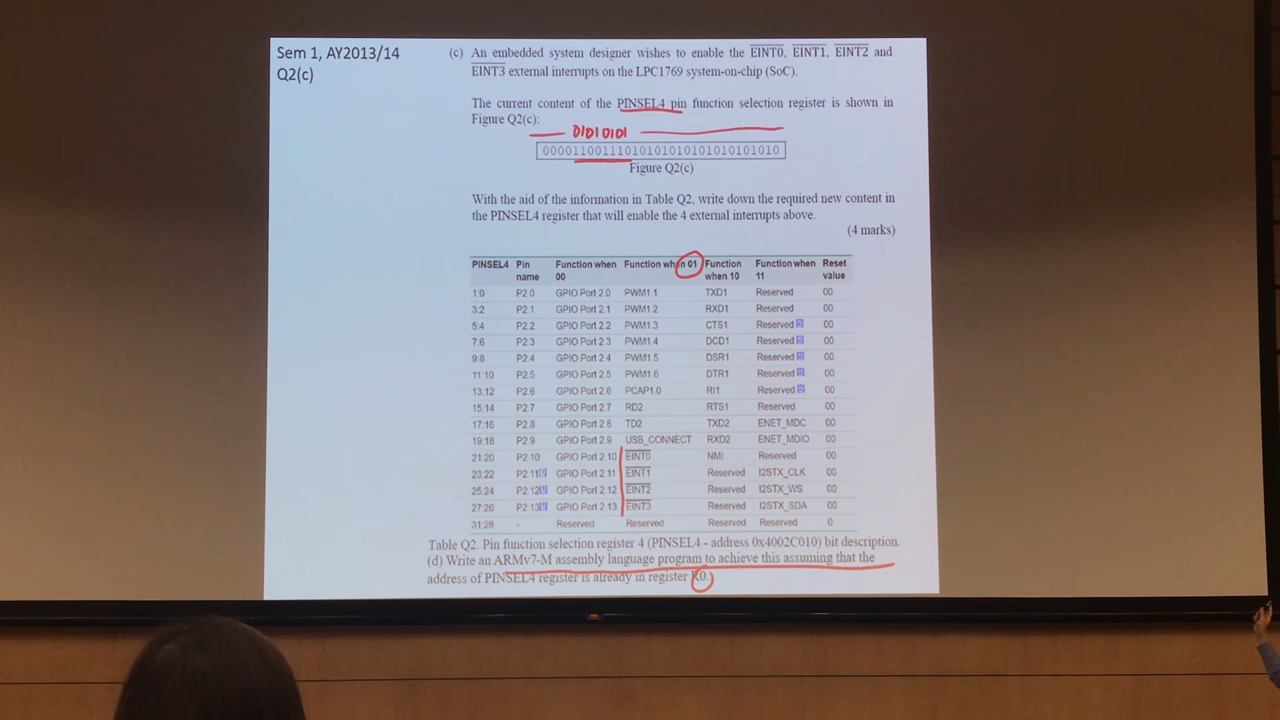 Sem 1, AY2013/14
Q2(c)
(c) An embedded system designer wishes to enable the EINT0, EINT1, EINT2 and
EINT3 external interrupts on the LPC1769 system-on-chip (SoC).
The current content of the PINSEL4 pin function selection register is shown in
Figure Q2(c):
01010101
00001100111010101010101010101010
Figure Q2(c)
With the aid of the information in Table Q2, write down the required new content in
the PINSEL4 register that will enable the 4 external interrupts above.
(4 marks)
PINSEL4 Pin name Function when 00 Function when 01 Function when 10 Function when 11 Reset value
1:0 P2.0 GPIO Port 2.0 PWM1.1 TXD1 Reserved 00
3:2 P2.1 GPIO Port 2.1 PWM1.2 RXD1 Reserved 00
5:4 P2.2 GPIO Port 2.2 PWM1.3 CTS1 Reserved [2] 00
7:6 P2.3 GPIO Port 2.3 PWM1.4 DCD1 Reserved [2] 00
9:8 P2.4 GPIO Port 2.4 PWM1.5 DSR1 Reserved [2] 00
11:10 P2.5 GPIO Port 2.5 PWM1.6 DTR1 Reserved [2] 00
13:12 P2.6 GPIO Port 2.6 PCAP1.0 RI1 Reserved [2] 00
15:14 P2.7 GPIO Port 2.7 RD2 RTS1 Reserved 00
17:16 P2.8 GPIO Port 2.8 TD2 TXD2 ENET_MDC 00
19:18 P2.9 GPIO Port 2.9 USB_CONNECT RXD2 ENET_MDIO 00
21:20 P2.10 GPIO Port 2.10 EINT0 NMI Reserved 00
23:22 P2.11[1] GPIO Port 2.11 EINT1 Reserved I2STX_CLK 00
25:24 P2.12[1] GPIO Port 2.12 EINT2 Reserved I2STX_WS 00
27:26 P2.13[1] GPIO Port 2.13 EINT3 Reserved I2STX_SDA 00
31:28 - Reserved Reserved Reserved Reserved 0
Table Q2. Pin function selection register 4 (PINSEL4 - address 0x4002C010) bit description.
(d) Write an ARMv7-M assembly language program to achieve this assuming that the
address of PINSEL4 register is already in register R0.